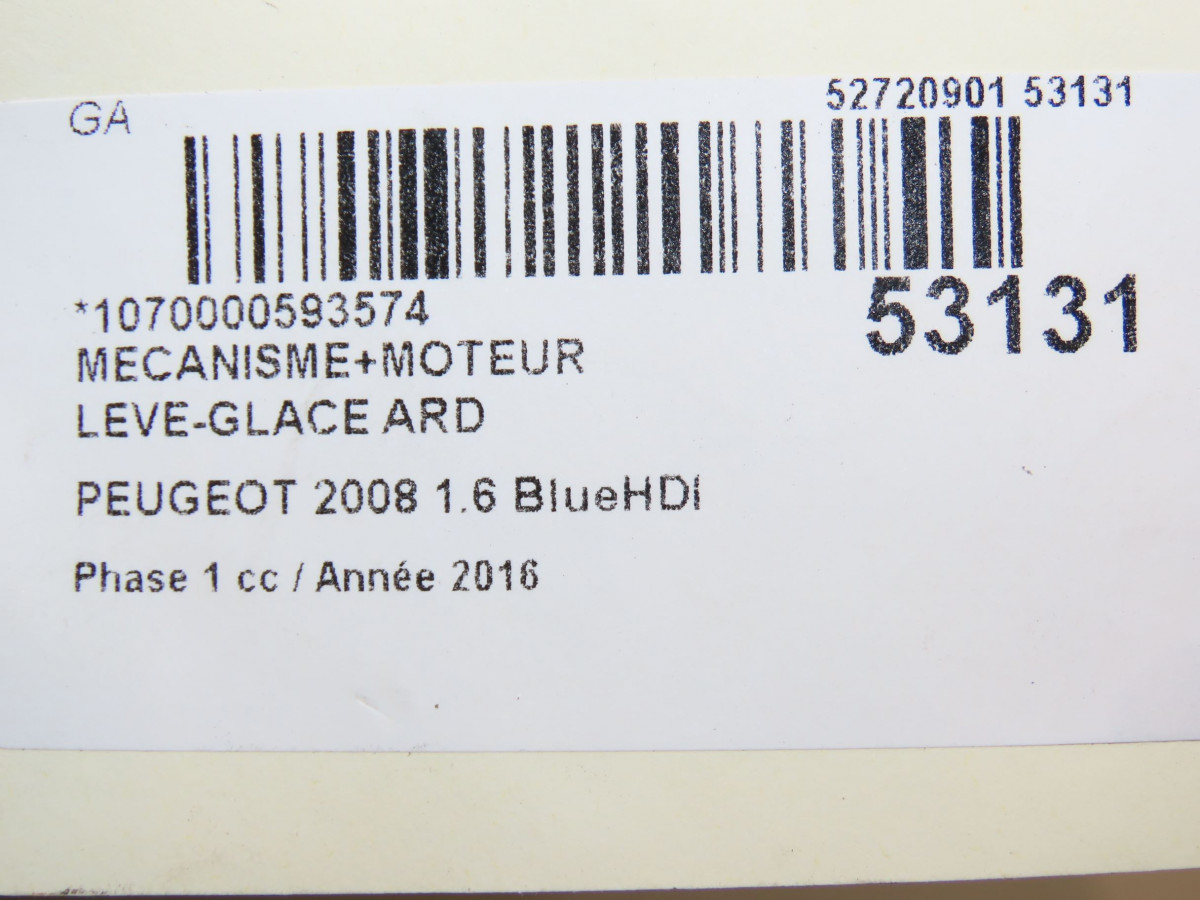 GA
52720901 53131
*1070000593574
53131
MECANISME+MOTEUR
LEVE-GLACE ARD
PEUGEOT 2008 1.6 BlueHDI
Phase 1 cc / Année 2016